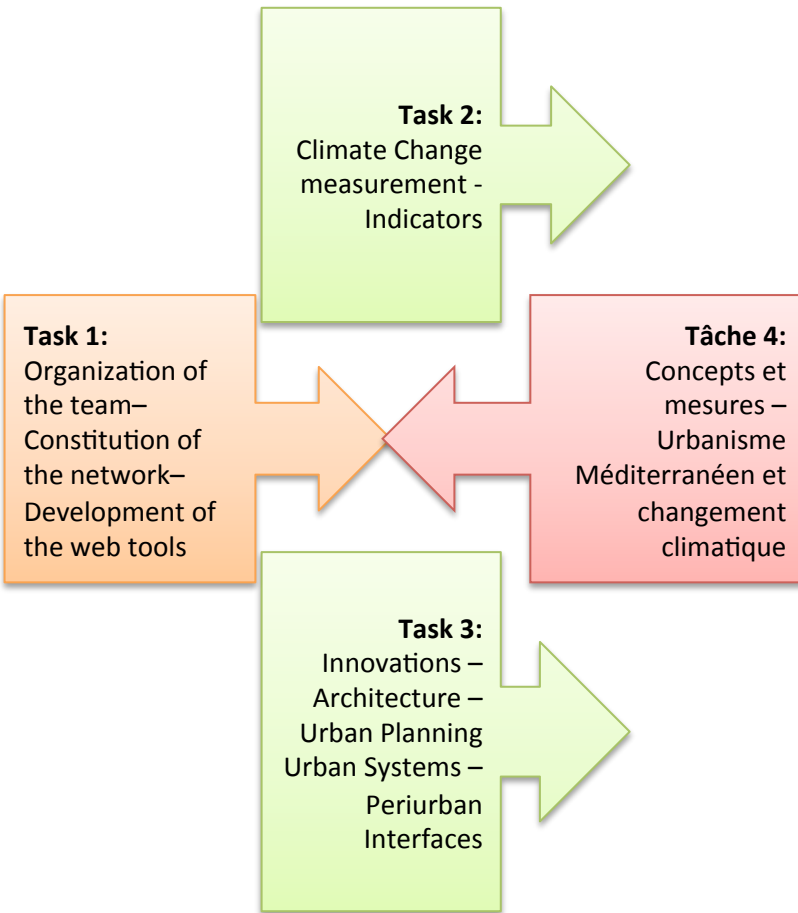 Task 2:
Climate Change
measurement -
Indicators
Task 1:
Organization of
the team–
Constitution of
the network–
Development of
the web tools
Tâche 4:
Concepts et
mesures –
Urbanisme
Méditerranéen et
changement
climatique
Task 3:
Innovations –
Architecture –
Urban Planning
Urban Systems –
Periurban
Interfaces